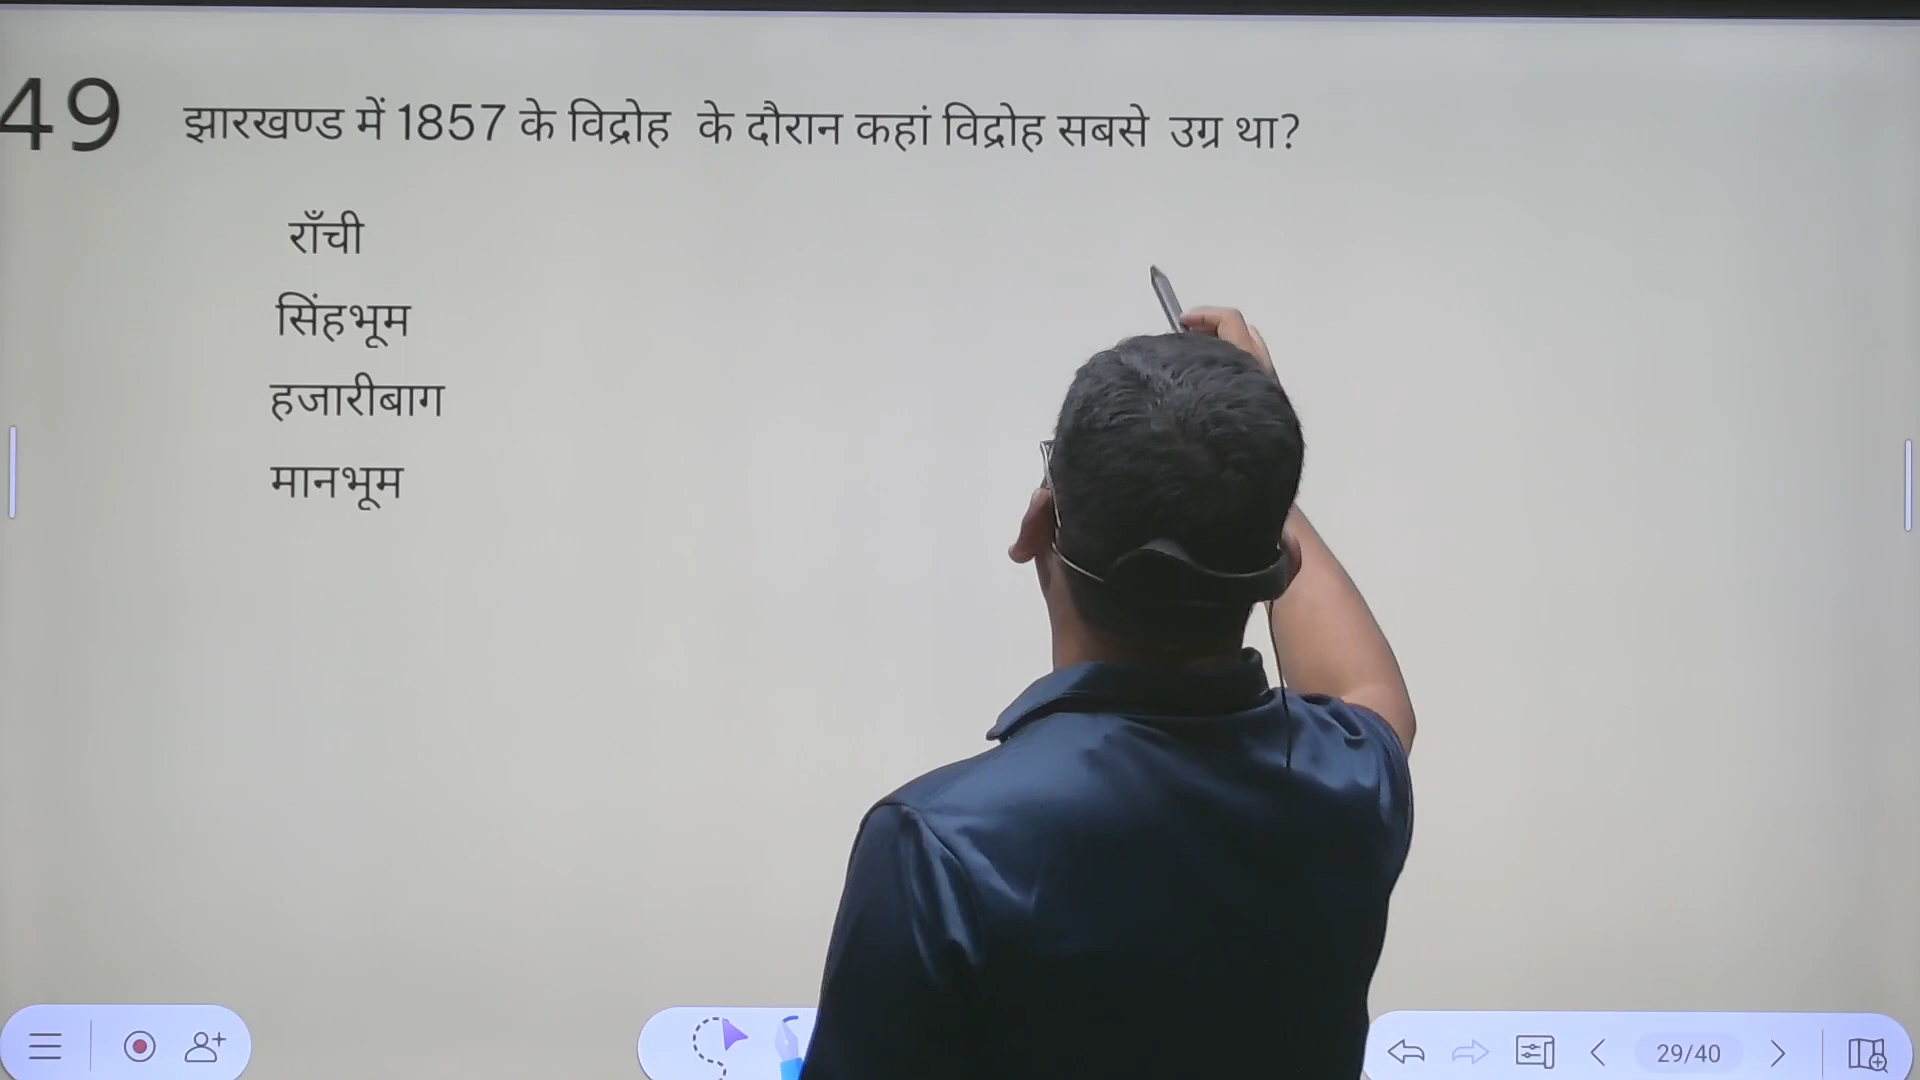 49 झारखण्ड में 1857 के विद्रोह के दौरान कहां विद्रोह सबसे उग्र था?
राँची
सिंहभूम
हजारीबाग
मानभूम
29/40